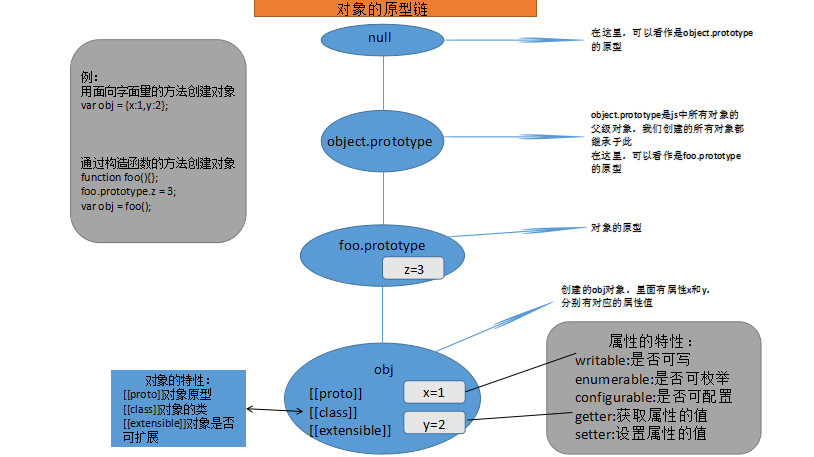 对象的原型链
null
在这里，可以看作是object.prototype
的原型
例：
用面向字面量的方法创建对象
var obj = {x:1,y:2};
通过构造函数的方法创建对象
function foo(){};
foo.prototype.z = 3;
var obj = foo();
object.prototype
object.prototype是js中所有对象的
父级对象，我们创建的所有对象都
继承于此
在这里，可以看作是foo.prototype
的原型
foo.prototype
z=3
对象的原型
创建的obj对象，里面有属性x和y，
分别有对应的属性值
obj
[[proto]]
[[class]]
[[extensible]]
x=1
y=2
对象的特性：
[[proto]]对象原型
[[class]]对象的类
[[extensible]]对象是否
可扩展
属性的特性：
writable:是否可写
enumerable:是否可枚举
configurable:是否可配置
getter:获取属性的值
setter:设置属性的值